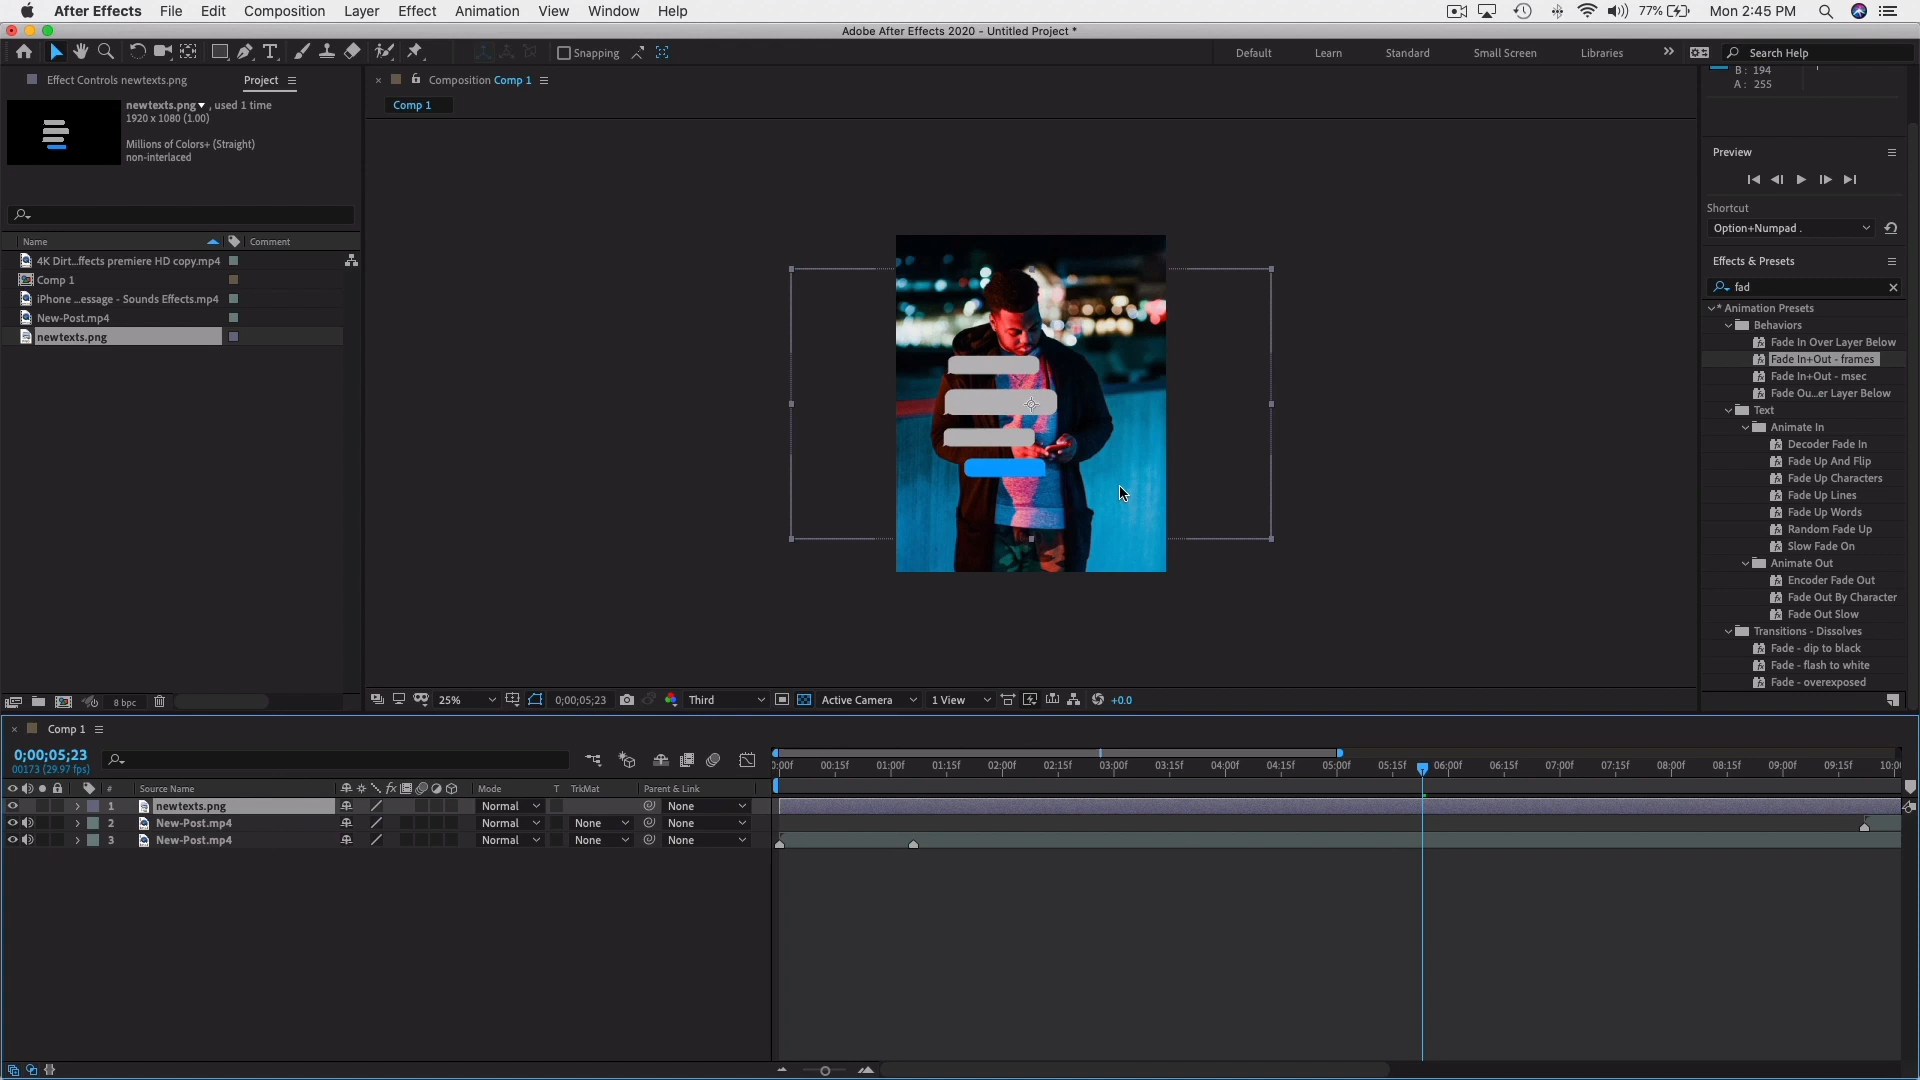 After Effects File Edit Composition Layer Effect Animation View Window Help 77% Mon 2:45 PM
Adobe After Effects 2020 - Untitled Project *
T Snapping Default Learn Standard Small Screen Libraries Search Help
Effect Controls newtexts.png Project
newtexts.png , used 1 time
1920 x 1080 (1.00)
Millions of Colors+ (Straight)
non-interlaced
Name Comment
4K Dirt...ffects premiere HD copy.mp4
Comp 1
iPhone ...essage - Sounds Effects.mp4
New-Post.mp4
newtexts.png
8 bpc
Composition Comp 1
Comp 1
25% 0;00;05;23 Third Active Camera 1 View +0.0
B : 194
A : 255
Preview
Shortcut
Option+Numpad .
Effects & Presets
fad
* Animation Presets
Behaviors
Fade In Over Layer Below
Fade In+Out - frames
Fade In+Out - msec
Fade Ou...er Layer Below
Text
Animate In
Decoder Fade In
Fade Up And Flip
Fade Up Characters
Fade Up Lines
Fade Up Words
Random Fade Up
Slow Fade On
Animate Out
Encoder Fade Out
Fade Out By Character
Fade Out Slow
Transitions - Dissolves
Fade - dip to black
Fade - flash to white
Fade - overexposed
Comp 1
0;00;05;23
00173 (29.97 fps)
# Source Name fx Mode T TrkMat Parent & Link
):00f 00:15f 01:00f 01:15f 02:00f 02:15f 03:00f 03:15f 04:00f 04:15f 05:00f 05:15f 06:00f 06:15f 07:00f 07:15f 08:00f 08:15f 09:00f 09:15f 10:0(
1 newtexts.png Normal None
2 New-Post.mp4 Normal None None
3 New-Post.mp4 Normal None None